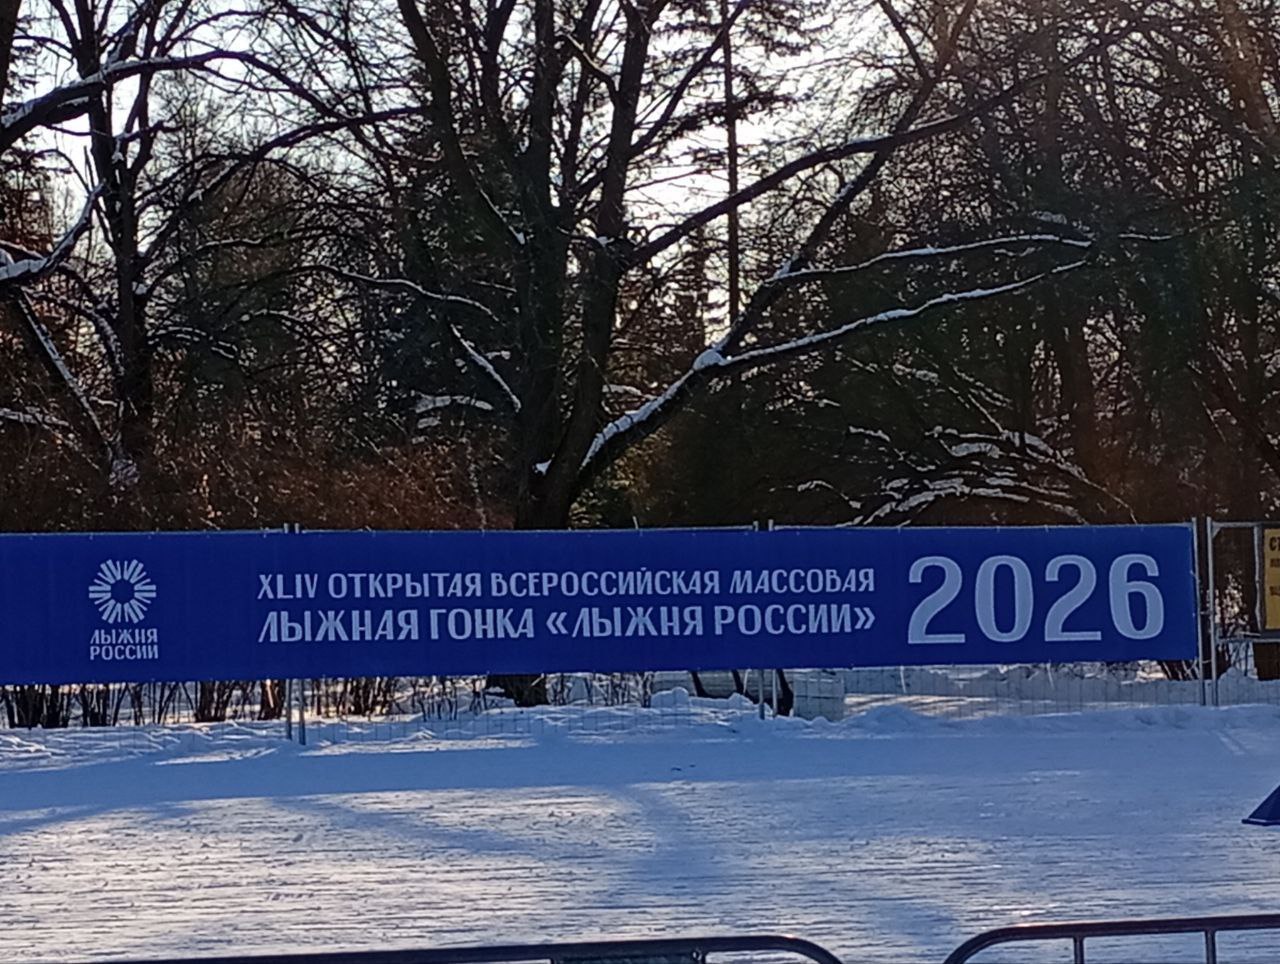 ЛЫЖНЯ
РОССИИ
XLIV ОТКРЫТАЯ ВСЕРОССИЙСКАЯ МАССОВАЯ
ЛЫЖНАЯ ГОНКА «ЛЫЖНЯ РОССИИ»
2026